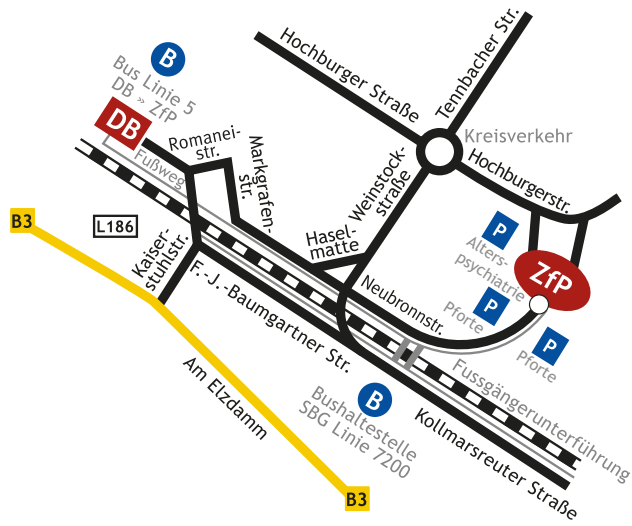 B
Bus Linie 5
DB » ZfP
DB
Fußweg
Romanei-
str.
Markgrafen-
str.
Hochburger Straße
Tennbacher Str.
Kreisverkehr
Hochburgerstr.
Weinstock-
straße
Hasel-
matte
P
Alters-
psychiatrie
ZfP
P
Pforte
P
Pforte
B3
L186
Kaiser-
stuhlstr.
F.-J.-Baumgartner Str.
Neubronnstr.
Am Elzdamm
B
Bushaltestelle
SBG Linie 7200
Fussgängerunterführung
Kollmarsreuter Straße
B3